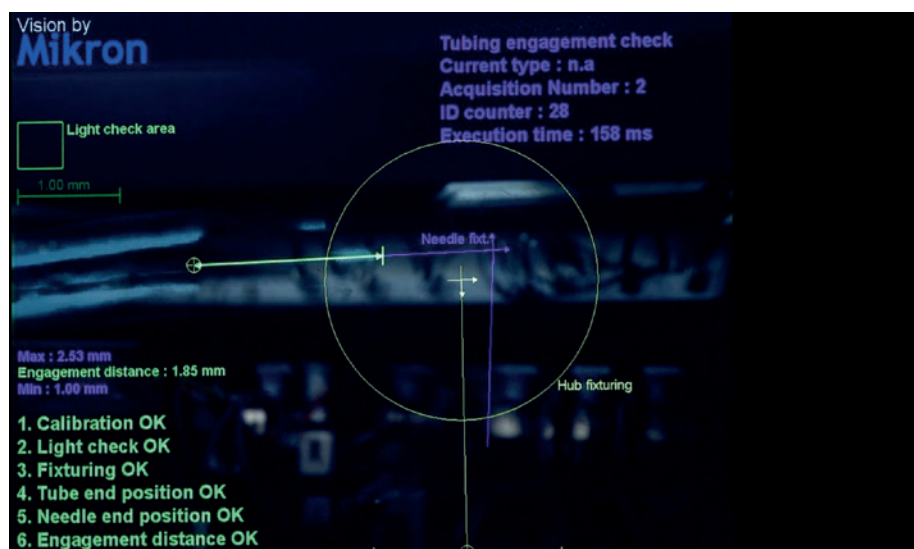 Vision by
Mikron
Tubing engagement check
Current type : n.a
Acquisition Number : 2
ID counter : 28
Execution time : 158 ms
Light check area
1.00 mm
Needle fixt.
Max : 2.53 mm
Engagement distance : 1.85 mm
Min : 1.00 mm
Hub fixturing
1. Calibration OK
2. Light check OK
3. Fixturing OK
4. Tube end position OK
5. Needle end position OK
6. Engagement distance OK